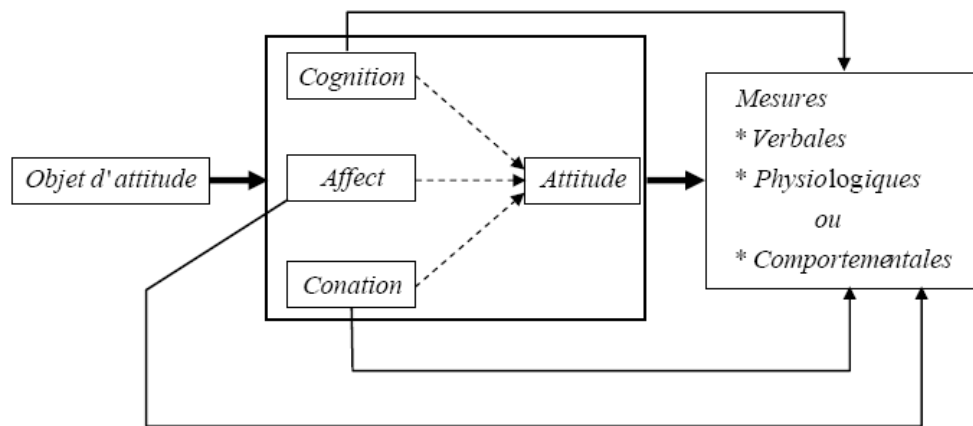 Cognition
Mesures
* Verbales
Objet d'attitude
Affect
Attitude
* Physiologiques
ou
* Comportementales
Conation